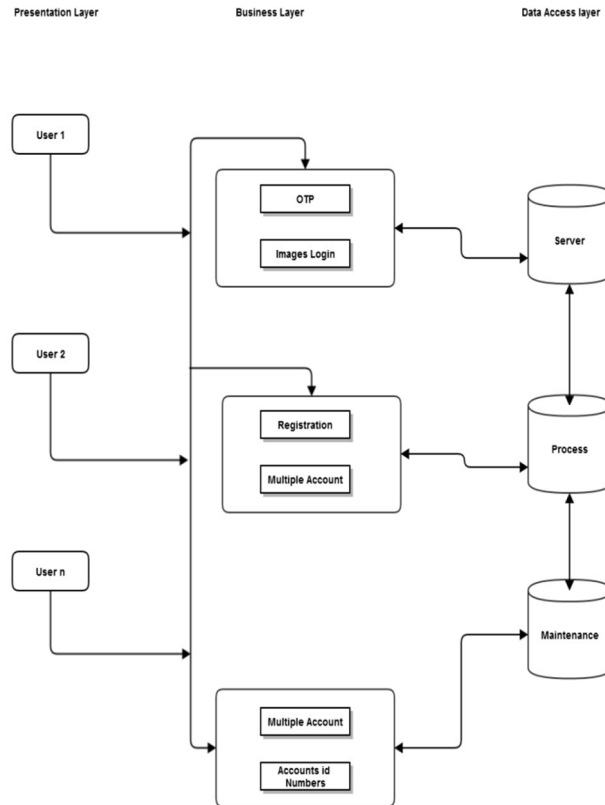 Presentation Layer
Business Layer
Data Access layer
User 1
OTP
Images Login
Server
User 2
Registration
Multiple Account
Process
User n
Maintenance
Multiple Account
Accounts id
Numbers